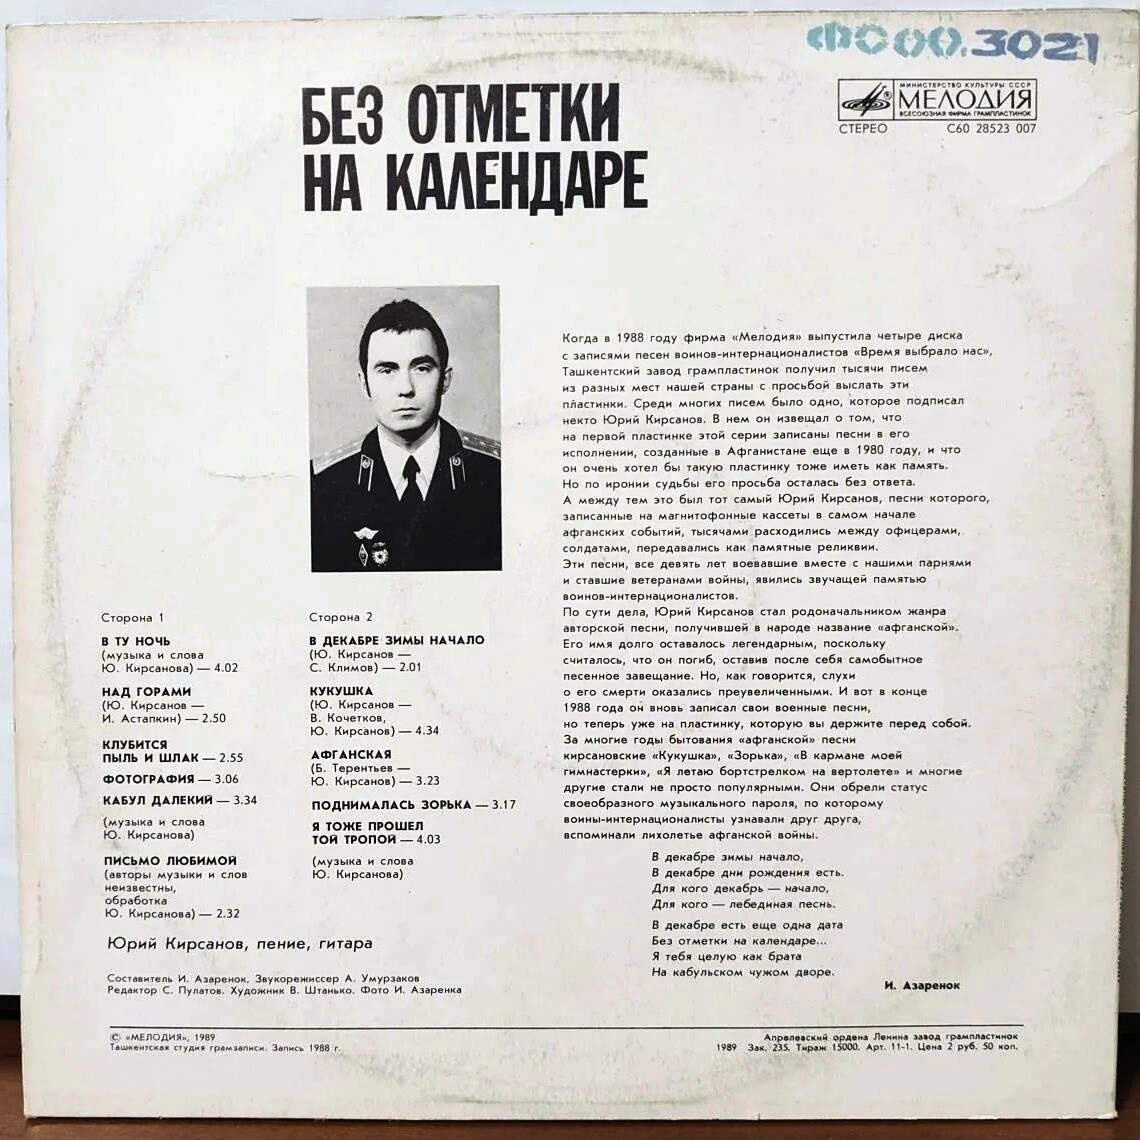 ФС00.3021
БЕЗ ОТМЕТКИ
НА КАЛЕНДАРЕ
МИНИСТЕРСТВО КУЛЬТУРЫ СССР
МЕЛОДИЯ
ВСЕСОЮЗНАЯ ФИРМА ГРАМПЛАСТИНОК
СТЕРЕО С60 28523 007
Сторона 1
В ТУ НОЧЬ
(музыка и слова
Ю. Кирсанова) — 4.02
НАД ГОРАМИ
(Ю. Кирсанов —
И. Астапкин) — 2.50
КЛУБИТСЯ
ПЫЛЬ И ШЛАК — 2.55
ФОТОГРАФИЯ — 3.06
КАБУЛ ДАЛЕКИЙ — 3.34
(музыка и слова
Ю. Кирсанова)
ПИСЬМО ЛЮБИМОЙ
(авторы музыки и слов
неизвестны,
обработка
Ю. Кирсанова) — 2.32
Сторона 2
В ДЕКАБРЕ ЗИМЫ НАЧАЛО
(Ю. Кирсанов —
С. Климов) — 2.01
КУКУШКА
(Ю. Кирсанов —
В. Кочетков,
Ю. Кирсанов) — 4.34
АФГАНСКАЯ
(Б. Терентьев —
Ю. Кирсанов) — 3.23
ПОДНИМАЛАСЬ ЗОРЬКА — 3.17
Я ТОЖЕ ПРОШЕЛ
ТОЙ ТРОПОЙ — 4.03
(музыка и слова
Ю. Кирсанова)
Юрий Кирсанов, пение, гитара
Составитель И. Азаренок. Звукорежиссер А. Умурзаков
Редактор С. Пулатов. Художник В. Штанько. Фото И. Азаренка
Когда в 1988 году фирма «Мелодия» выпустила четыре диска
с записями песен воинов-интернационалистов «Время выбрало нас»,
Ташкентский завод грампластинок получил тысячи писем
из разных мест нашей страны с просьбой выслать эти
пластинки. Среди многих писем было одно, которое подписал
некто Юрий Кирсанов. В нем он извещал о том, что
на первой пластинке этой серии записаны песни в его
исполнении, созданные в Афганистане еще в 1980 году, и что
он очень хотел бы такую пластинку тоже иметь как память.
Но по иронии судьбы его просьба осталась без ответа.
А между тем это был тот самый Юрий Кирсанов, песни которого,
записанные на магнитофонные кассеты в самом начале
афганских событий, тысячами расходились между офицерами,
солдатами, передавались как памятные реликвии.
Эти песни, все девять лет воевавшие вместе с нашими парнями
и ставшие ветеранами войны, явились звучащей памятью
воинов-интернационалистов.
По сути дела, Юрий Кирсанов стал родоначальником жанра
авторской песни, получившей в народе название «афганской».
Его имя долго оставалось легендарным, поскольку
считалось, что он погиб, оставив после себя самобытное
песенное завещание. Но, как говорится, слухи
о его смерти оказались преувеличенными. И вот в конце
1988 года он вновь записал свои военные песни,
но теперь уже на пластинку, которую вы держите перед собой.
За многие годы бытования «афганской» песни
кирсановские «Кукушка», «Зорька», «В кармане моей
гимнастерки», «Я летаю бортстрелком на вертолете» и многие
другие стали не просто популярными. Они обрели статус
своеобразного музыкального пароля, по которому
воины-интернационалисты узнавали друг друга,
вспоминали лихолетье афганской войны.
В декабре зимы начало,
В декабре дни рождения есть.
Для кого декабрь — начало,
Для кого — лебединая песнь.
В декабре есть еще одна дата
Без отметки на календаре...
Я тебя целую как брата
На кабульском чужом дворе.
И. Азаренок
© «МЕЛОДИЯ», 1989
Ташкентская студия грамзаписи. Запись 1988 г.
Апрелевский ордена Ленина завод грампластинок
1989 Зак. 235. Тираж 15000. Арт. 11-1. Цена 2 руб. 50 коп.